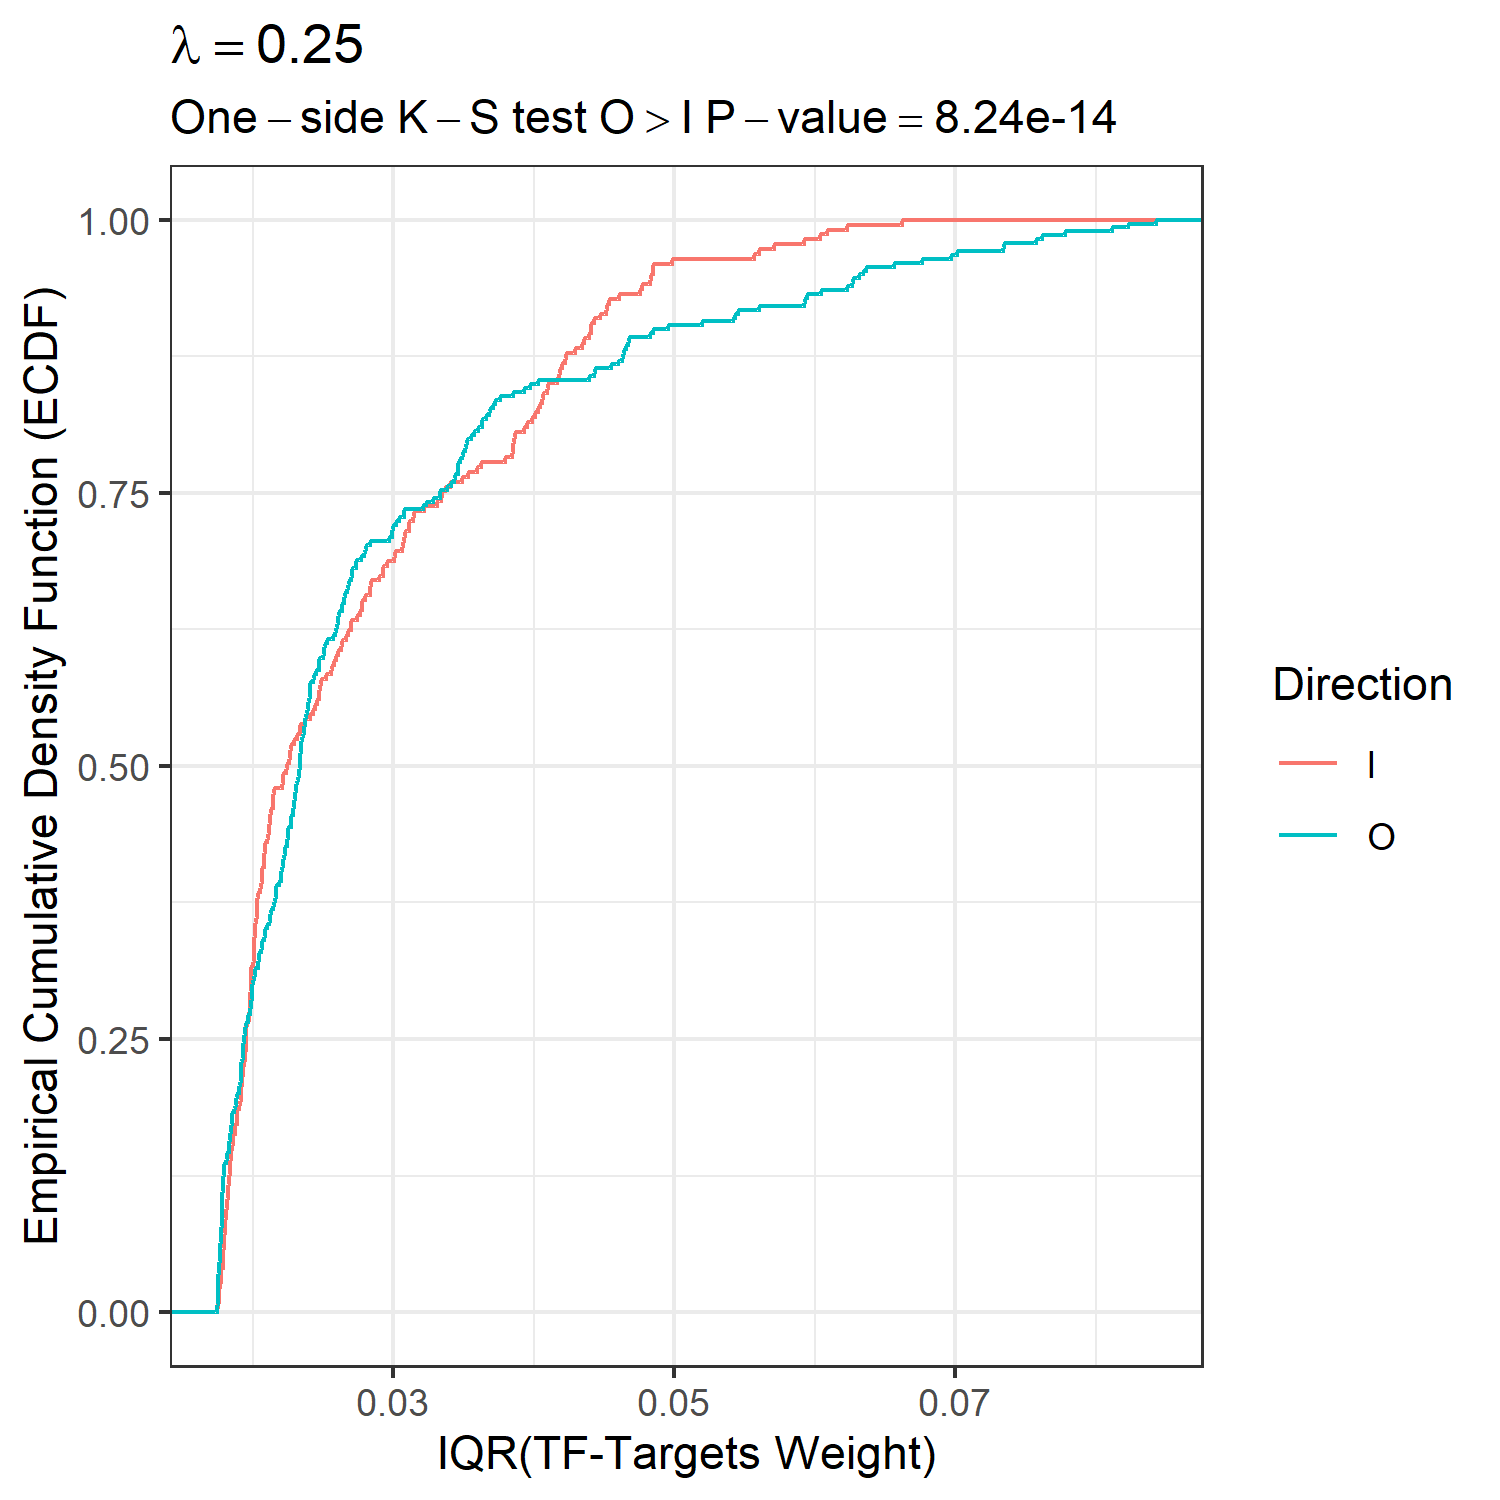 λ = 0.25
One − side K − S test O > I P − value = 8.24e-14
Empirical Cumulative Density Function (ECDF)
1.00
0.75
0.50
0.25
0.00
0.03
0.05
0.07
IQR(TF-Targets Weight)
Direction
I
O